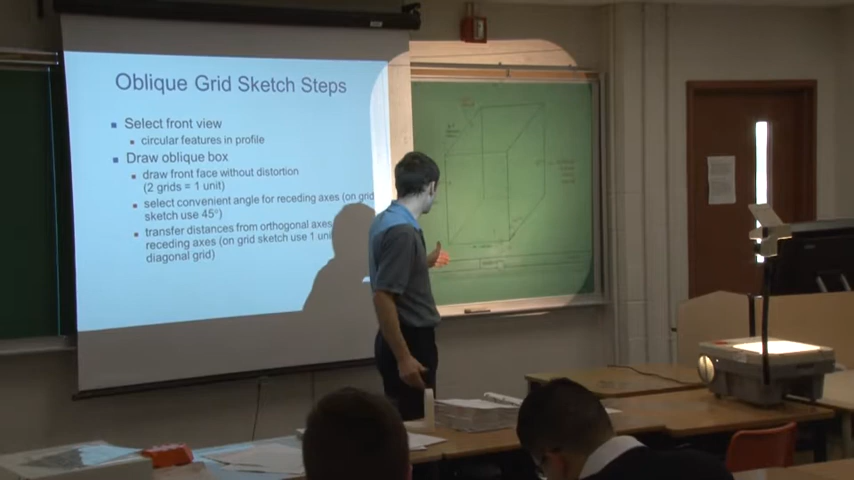 Oblique Grid Sketch Steps
Select front view
circular features in profile
Draw oblique box
draw front face without distortion
(2 grids = 1 unit)
select convenient angle for receding axes (on grid
sketch use 45°)
transfer distances from orthogonal axes
receding axes (on grid sketch use 1 unit
diagonal grid)